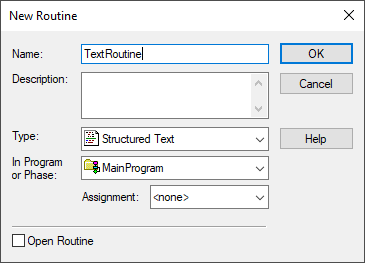 New Routine
Name: TextRoutine OK
Description: Cancel
Type: Structured Text Help
In Program
or Phase: MainProgram
Assignment: <none>
Open Routine